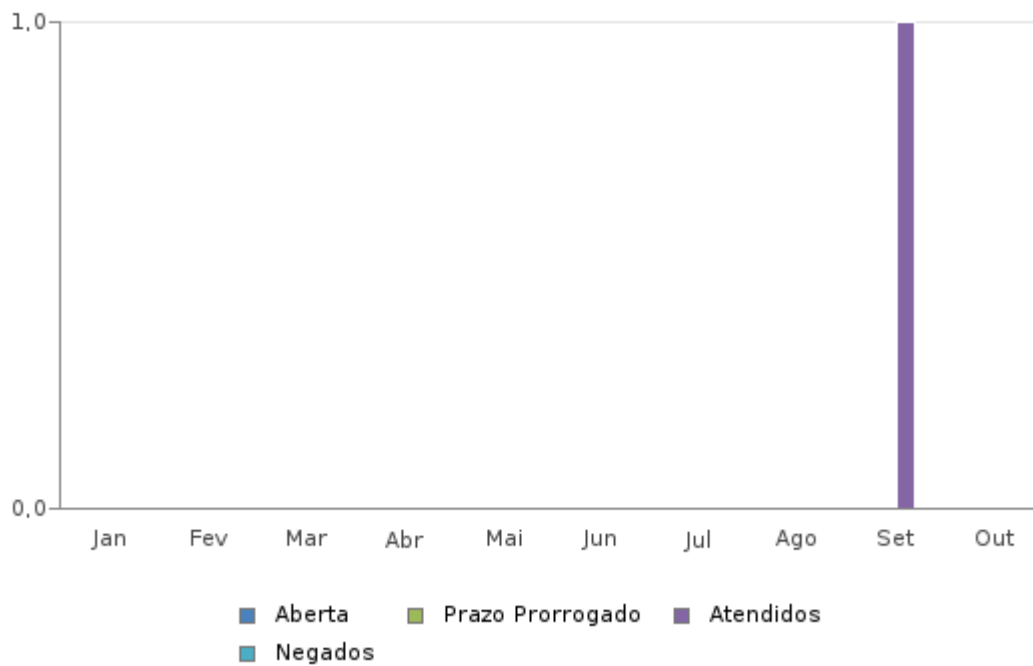 1,0
0,0
Jan Fev Mar Abr Mai Jun Jul Ago Set Out
Aberta Prazo Prorrogado Atendidos
Negados